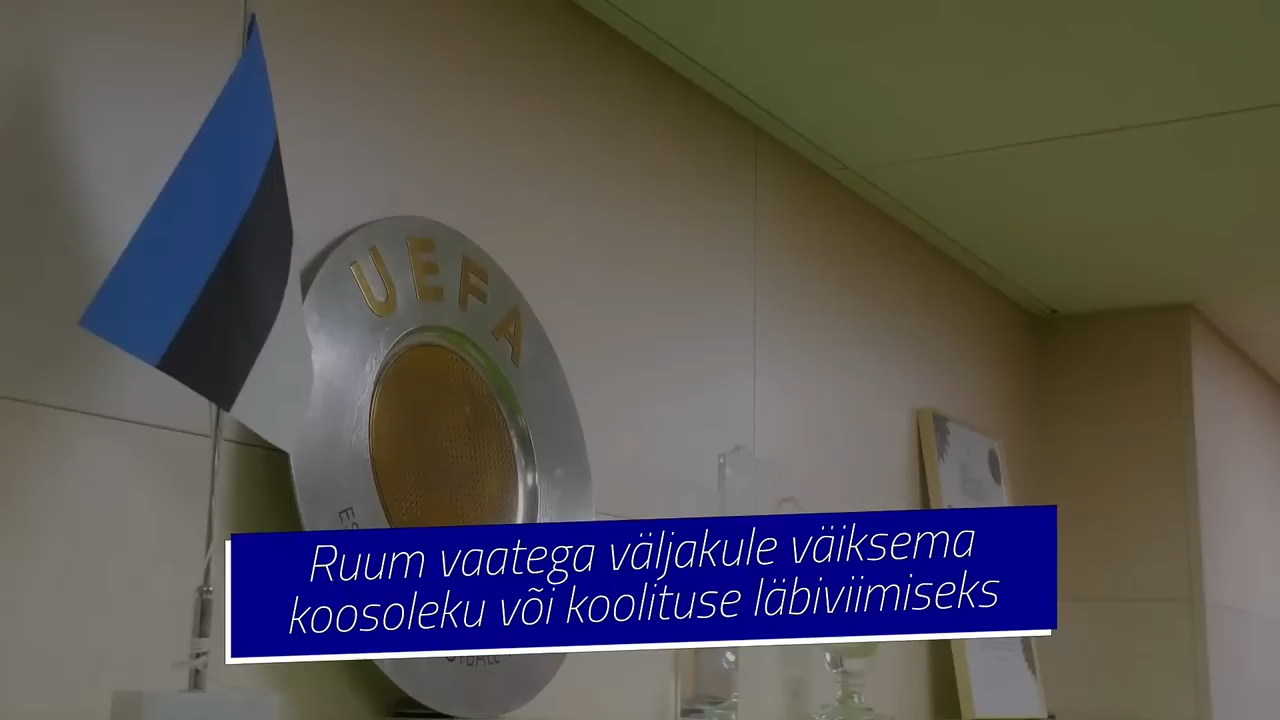 UEFA
Ruum vaatega väljakule väiksema
koosoleku või koolituse läbiviimiseks